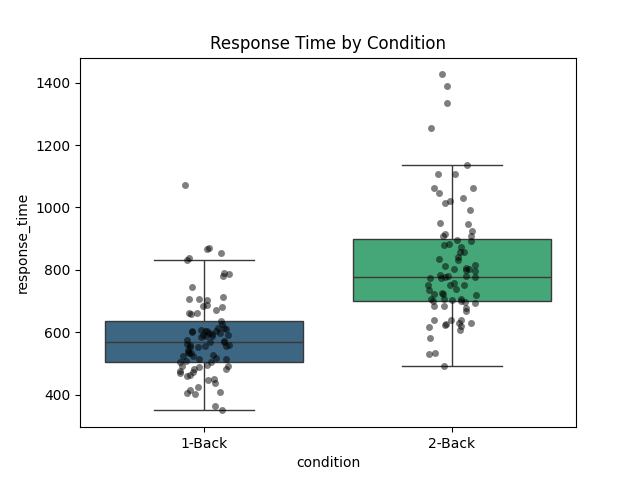 Response Time by Condition
1400
1200
1000
800
600
400
response_time
1-Back
2-Back
condition